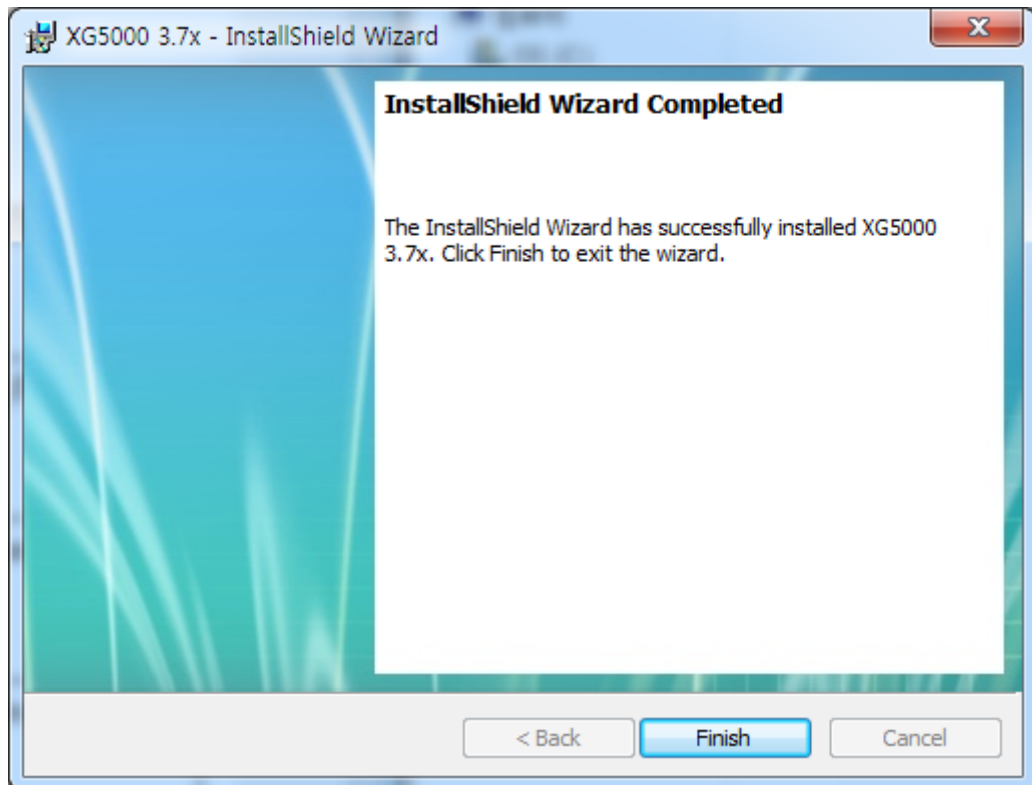 XG5000 3.7x - InstallShield Wizard
InstallShield Wizard Completed
The InstallShield Wizard has successfully installed XG5000
3.7x. Click Finish to exit the wizard.
< Back
Finish
Cancel